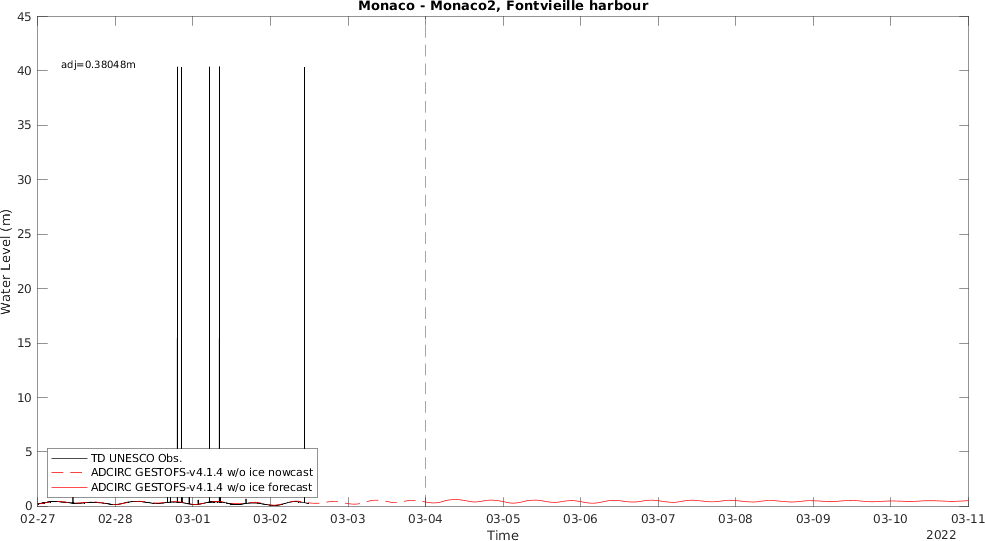 Monaco - Monaco2, Fontvieille harbour
45
40
35
30
25
20
15
10
5
0
Water Level (m)
adj=0.38048m
TD UNESCO Obs.
ADCIRC GESTOFS-v4.1.4 w/o ice nowcast
ADCIRC GESTOFS-v4.1.4 w/o ice forecast
02-27 02-28 03-01 03-02 03-03 03-04 03-05 03-06 03-07 03-08 03-09 03-10 03-11
Time
2022